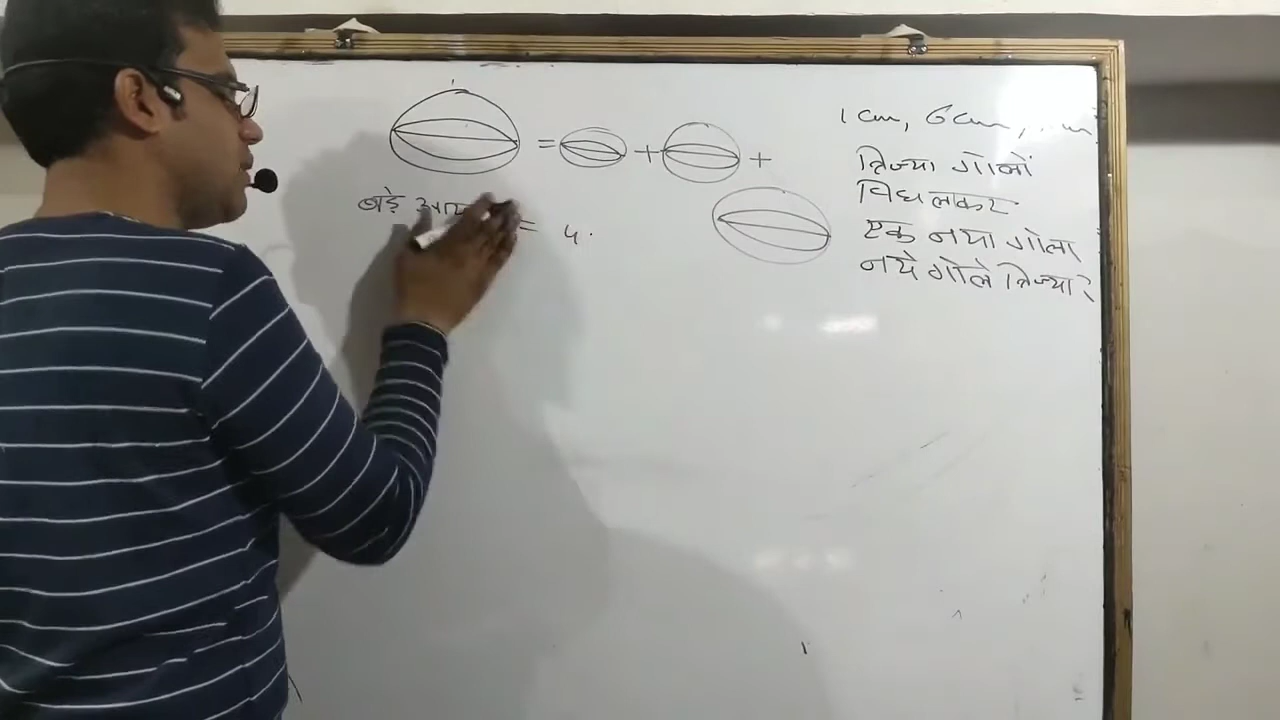 = + +
बड़े = 4.
1 cm, 6 cm,
त्रिज्या गोलों
पिघलाकर
एक नया गोला
नये गोले त्रिज्या?